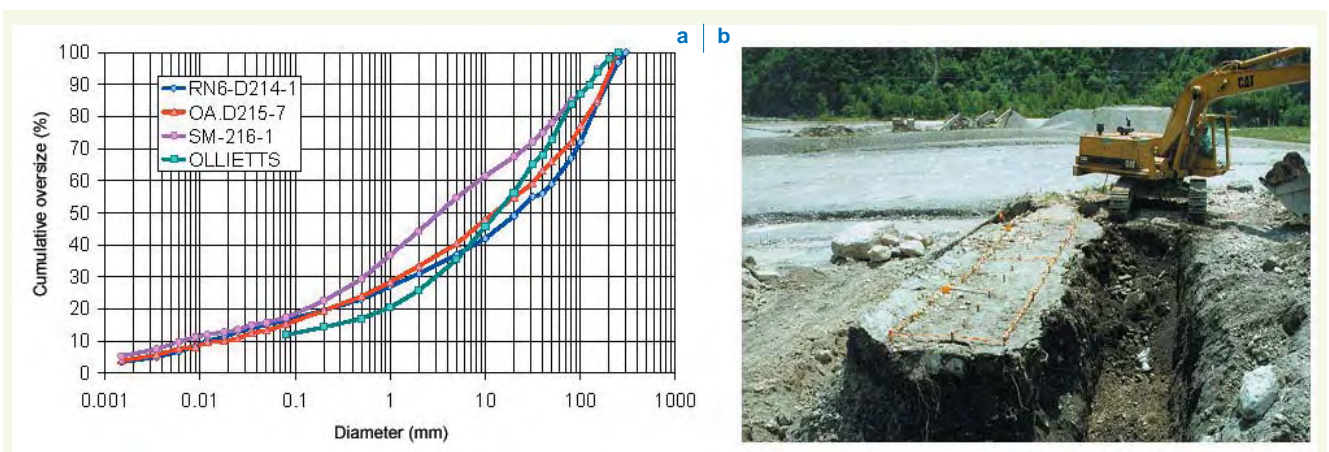 a | b
100
90
80
70
60
50
40
30
20
10
0
Cumulative oversize (%)
RN6-D214-1
OA.D215-7
SM-216-1
OLLIETTS
0.001 0.01 0.1 1 10 100 1000
Diameter (mm)
CAT